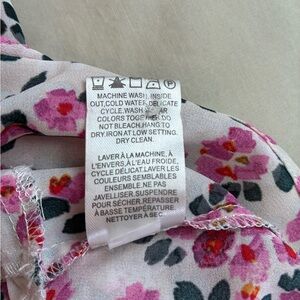 MACHINE WASH, INSIDE
OUT,COLD WATER,DELICATE
CYCLE.WASH
COLORS TOGETHER DO
NOT BLEACH.HANG TO
DRY.IRON AT LOW SETTING.
DRY CLEAN.
LAVER À LA MACHINE, À
L'ENVERS,À L'EAU FROIDE,
CYCLE DÉLICAT.LAVER LES
COULEURS SEMBLABLES
ENSEMBLE.NE PAS
JAVELLISER.SUSPENDRE
POUR SÉCHER, REPASSER
À BASSE TEMPÉRATURE.
NETTOYER À SEC.